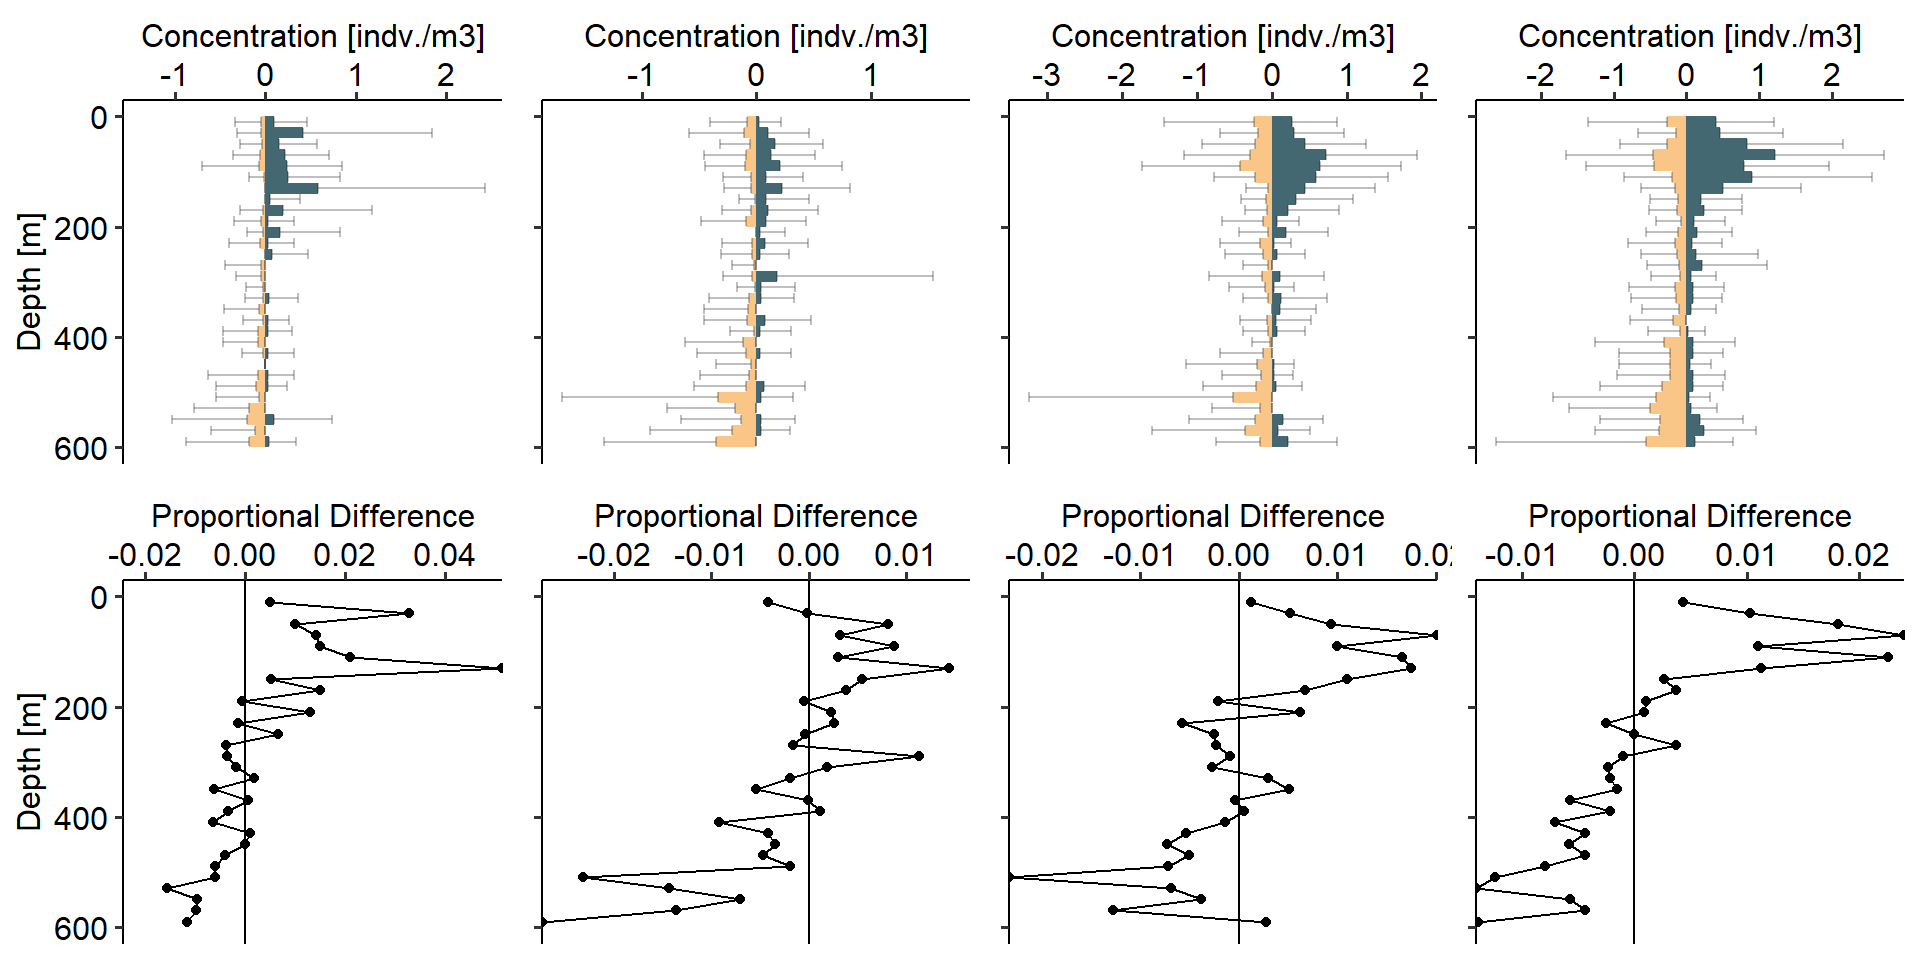 Concentration [indv./m3] Concentration [indv./m3] Concentration [indv./m3] Concentration [indv./m3]
-1 0 1 2 -1 0 1 -3 -2 -1 0 1 2 -2 -1 0 1 2
0
200
400
600
Depth [m]
Proportional Difference Proportional Difference Proportional Difference Proportional Difference
-0.02 0.00 0.02 0.04 -0.02 -0.01 0.00 0.01 -0.02 -0.01 0.00 0.01 -0.01 0.00 0.01 0.02
0
200
400
600
Depth [m]